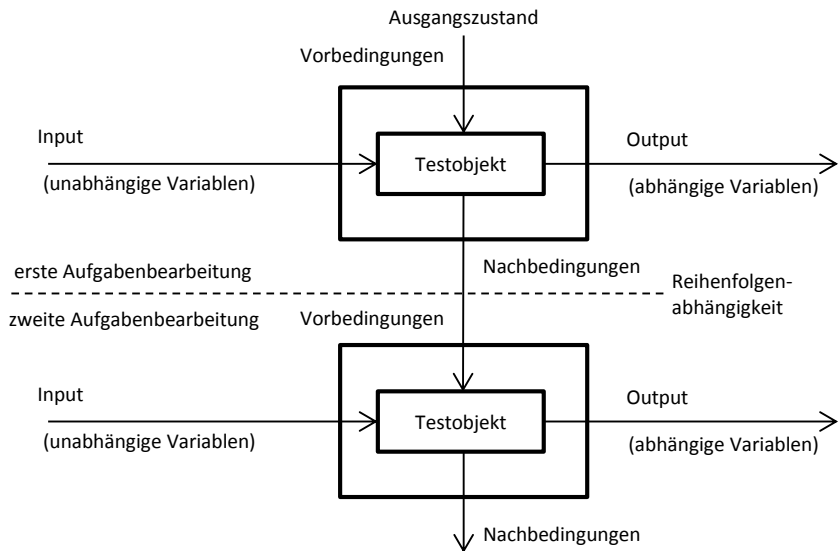 Ausgangszustand
Vorbedingungen
Input
Output
Testobjekt
(unabhängige Variablen)
(abhängige Variablen)
Nachbedingungen
erste Aufgabenbearbeitung
Reihenfolgen-
abhängigkeit
zweite Aufgabenbearbeitung
Vorbedingungen
Input
Output
Testobjekt
(unabhängige Variablen)
(abhängige Variablen)
Nachbedingungen